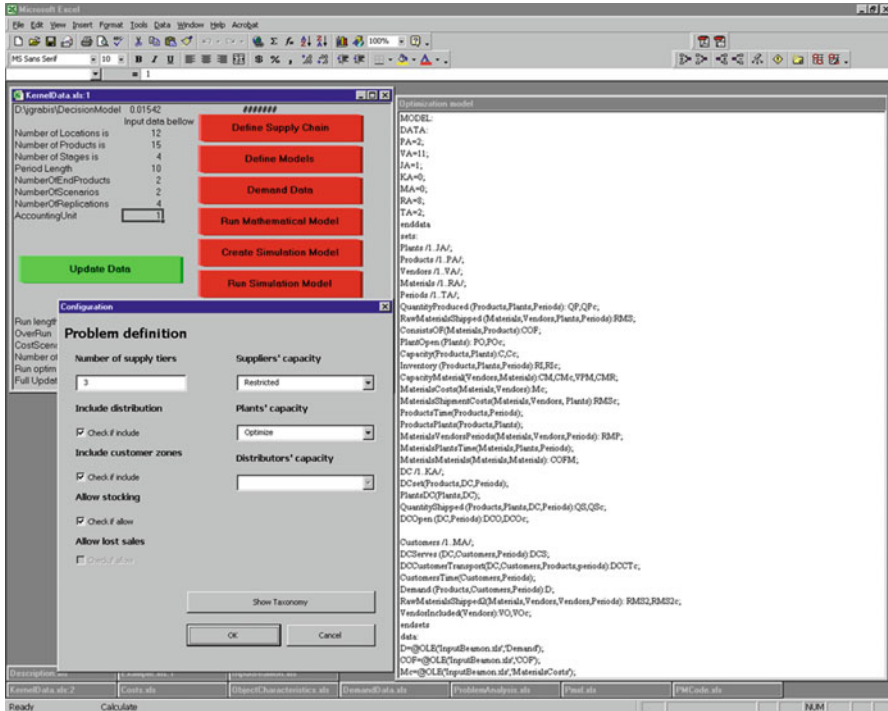 Microsoft Excel
File Edit View Insert Format Tools Data Window Help Acrobat
100%
MS Sans Serif 10 B I U $ % ,
= 1
KernelData.xls:1
D:\jgrabis\DecisionModel 0.01542 #######
Input data bellow
Number of Locations is 12
Number of Products is 15
Number of Stages is 4
Period Length 10
NumberOfEndProducts 2
NumberOfScenarios 2
NumberOfReplications 4
AccountingUnit 1
Define Supply Chain
Define Models
Demand Data
Run Mathematical Model
Create Simulation Model
Run Simulation Model
Update Data
Run length
OverRun
CostScen
Number of
Run optim
Full Updat
Configuration
Problem definition
Number of supply tiers
3
Include distribution
Check if include
Include customer zones
Check if include
Allow stocking
Check if allow
Allow lost sales
Check if allow
Suppliers' capacity
Restricted
Plants' capacity
Optimize
Distributors' capacity
Show Taxonomy
OK Cancel
Optimization model
MODEL:
DATA:
PA=2;
VA=11;
JA=1;
KA=0;
MA=0;
RA=8;
TA=2;
enddata
sets:
Plants /1..JA/;
Products /1..PA/;
Vendors /1..VA/;
Materials /1..RA/;
Periods /1..TA/;
QuantityProduced (Products,Plants,Periods): QP,QPc;
RawMaterialsShipped (Materials,Vendors,Plants,Periods):RMS;
ConsistsOF(Materials,Products):COF;
PlantOpen (Plants): PO,POc;
Capacity(Products,Plants):C,Cc;
Inventory (Products,Plants,Periods):RI,RIc;
CapacityMaterial(Vendors,Materials):CM,CMc,VPM,CMR;
MaterialsCosts(Materials,Vendors):Mc;
MaterialsShipmentCosts(Materials,Vendors, Plants):RMSc;
ProductsTime(Products,Periods);
ProductsPlants(Products,Plants);
MaterialsVendorsPeriods(Materials,Vendors,Periods): RMP;
MaterialsPlantsTime(Materials,Plants,Periods);
MaterialsMaterials(Materials,Materials): COFM;
DC /1..KA/;
DCset(Products,DC,Periods);
PlantsDC(Plants,DC);
QuantityShipped (Products,Plants,DC,Periods):QS,QSc;
DCOpen (DC,Periods):DCO,DCOc;
Customers /1..MA/;
DCServes (DC,Customers,Periods):DCS;
DCCustomerTransport(DC,Customers,Products,periods):DCCTc;
CustomersTime(Customers,Periods);
Demand (Products,Customers,Periods):D;
RawMaterialsShipped2(Materials,Vendors,Vendors,Periods): RMS2,RMS2c;
VendorIncluded(Vendors):VO,VOc;
endsets
data:
D=@OLE('InputBeamon.xls','Demand');
COF=@OLE('InputBeamon.xls','COF');
Mc=@OLE('InputBeamon.xls','MaterialsCosts');
KernelData.xls:2 Costs.xls ObjectCharacteristics.xls DemandData.xls ProblemAnalysis.xls Pmal.xls PMCode.xls
Ready Calculate NUM